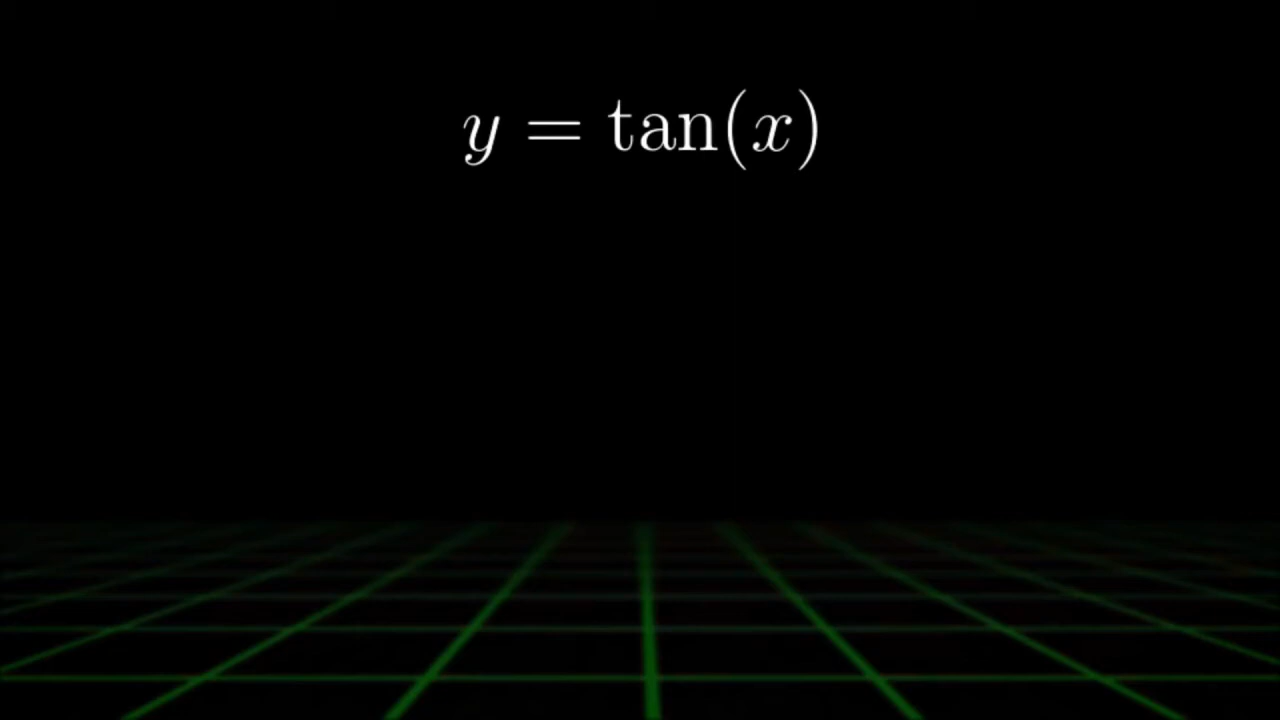 y = tan(x)